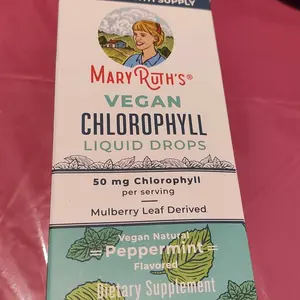 SUPPLY
MARY RUTH'S®
VEGAN
CHLOROPHYLL
LIQUID DROPS
50 mg Chlorophyll
per serving
Mulberry Leaf Derived
Vegan Natural
Peppermint
Flavored
Dietary Supplement